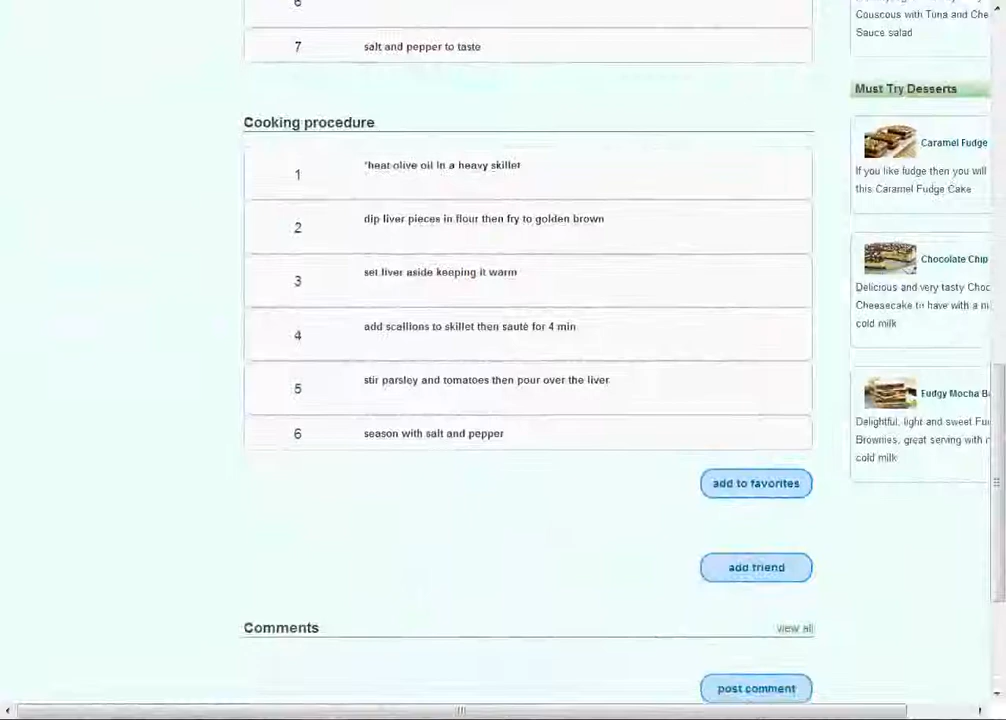 6
Couscous with Tuna and Che
Sauce salad
7 salt and pepper to taste
Must Try Desserts
Cooking procedure
1 *heat olive oil in a heavy skillet
2 dip liver pieces in flour then fry to golden brown
3 set liver aside keeping it warm
4 add scallions to skillet then sauté for 4 min
5 stir parsley and tomatoes then pour over the liver
6 season with salt and pepper
Caramel Fudge
If you like fudge then you will
this Caramel Fudge Cake
Chocolate Chip
Delicious and very tasty Choc
Cheesecake to have with a
cold milk
Fudgy Mocha B
Delightful, light and sweet Fu
Brownies, great serving with
cold milk
add to favorites
add friend
Comments
view all
post comment